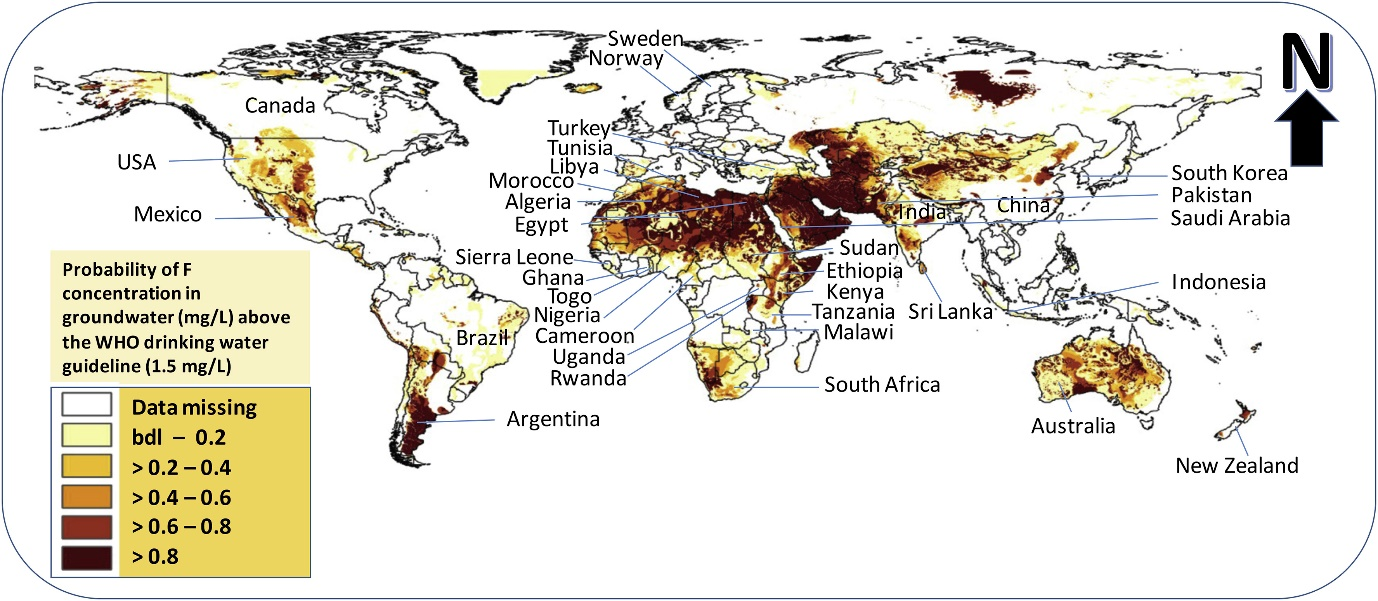 Sweden
Norway
N
Canada
Turkey
Tunisia
Libya
USA
Morocco
Algeria
Egypt
South Korea
Pakistan
Saudi Arabia
India
China
Mexico
Sierra Leone
Ghana
Togo
Nigeria
Cameroon
Uganda
Rwanda
Sudan
Ethiopia
Kenya
Tanzania
Malawi
Sri Lanka
Indonesia
Brazil
South Africa
Argentina
Australia
New Zealand
Probability of F
concentration in
groundwater (mg/L) above
the WHO drinking water
guideline (1.5 mg/L)
Data missing
bdl – 0.2
> 0.2 – 0.4
> 0.4 – 0.6
> 0.6 – 0.8
> 0.8